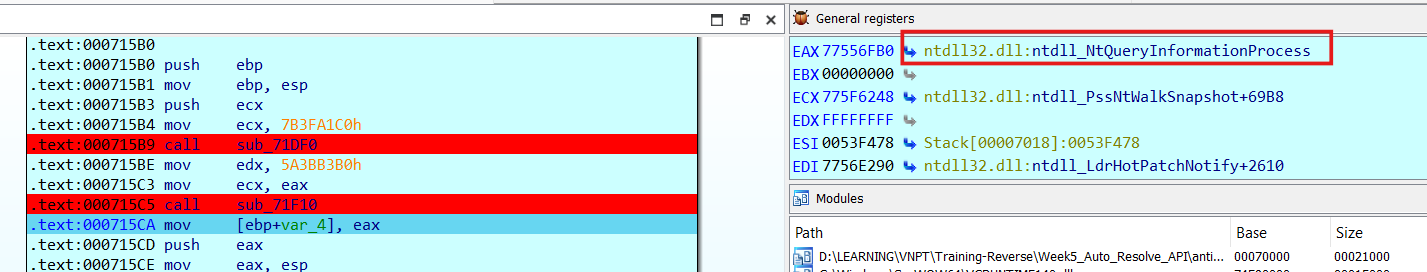 .text:000715B0
.text:000715B0 push ebp
.text:000715B1 mov ebp, esp
.text:000715B3 push ecx
.text:000715B4 mov ecx, 7B3FA1C0h
.text:000715B9 call sub_71DF0
.text:000715BE mov edx, 5A3BB3B0h
.text:000715C3 mov ecx, eax
.text:000715C5 call sub_71F10
.text:000715CA mov [ebp+var_4], eax
.text:000715CD push eax
.text:000715CE mov eax, esp
General registers
EAX 77556FB0 ntdll32.dll:ntdll_NtQueryInformationProcess
EBX 00000000
ECX 775F6248 ntdll32.dll:ntdll_PssNtWalkSnapshot+69B8
EDX FFFFFFFF
ESI 0053F478 Stack[00007018]:0053F478
EDI 7756E290 ntdll32.dll:ntdll_LdrHotPatchNotify+2610
Modules
Path Base Size
D:\LEARNING\VNPT\Training-Reverse\Week5_Auto_Resolve_API\anti... 00070000 00021000